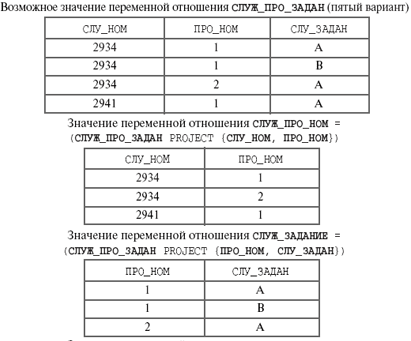 Возможное значение переменной отношения СЛУЖ_ПРО_ЗАДАН (пятый вариант)
СЛУ_НОМ ПРО_НОМ СЛУ_ЗАДАН
2934 1 A
2934 1 B
2934 2 A
2941 1 A
Значение переменной отношения СЛУЖ_ПРО_НОМ =
(СЛУЖ_ПРО_ЗАДАН PROJECT {СЛУ_НОМ, ПРО_НОМ})
СЛУ_НОМ ПРО_НОМ
2934 1
2934 2
2941 1
Значение переменной отношения СЛУЖ_ЗАДАНИЕ =
(СЛУЖ_ПРО_ЗАДАН PROJECT {ПРО_НОМ, СЛУ_ЗАДАН})
ПРО_НОМ СЛУ_ЗАДАН
1 A
1 B
2 A